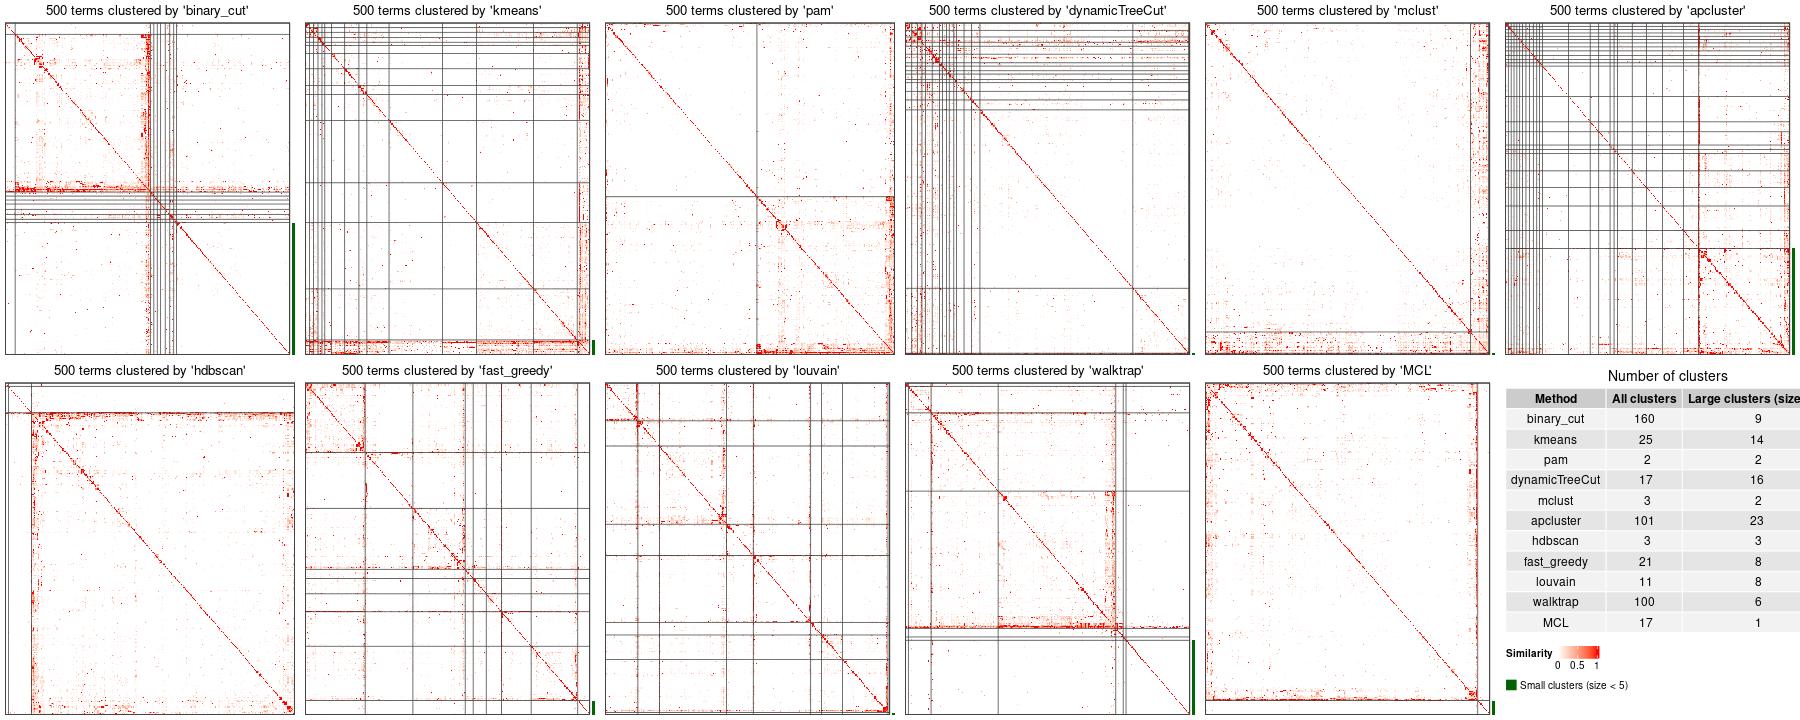 500 terms clustered by 'binary_cut'
500 terms clustered by 'kmeans'
500 terms clustered by 'pam'
500 terms clustered by 'dynamicTreeCut'
500 terms clustered by 'mclust'
500 terms clustered by 'apcluster'
500 terms clustered by 'hdbscan'
500 terms clustered by 'fast_greedy'
500 terms clustered by 'louvain'
500 terms clustered by 'walktrap'
500 terms clustered by 'MCL'
Number of clusters
Method All clusters Large clusters (size
binary_cut 160 9
kmeans 25 14
pam 2 2
dynamicTreeCut 17 16
mclust 3 2
apcluster 101 23
hdbscan 3 3
fast_greedy 21 8
louvain 11 8
walktrap 100 6
MCL 17 1
Similarity
0 0.5 1
Small clusters (size < 5)